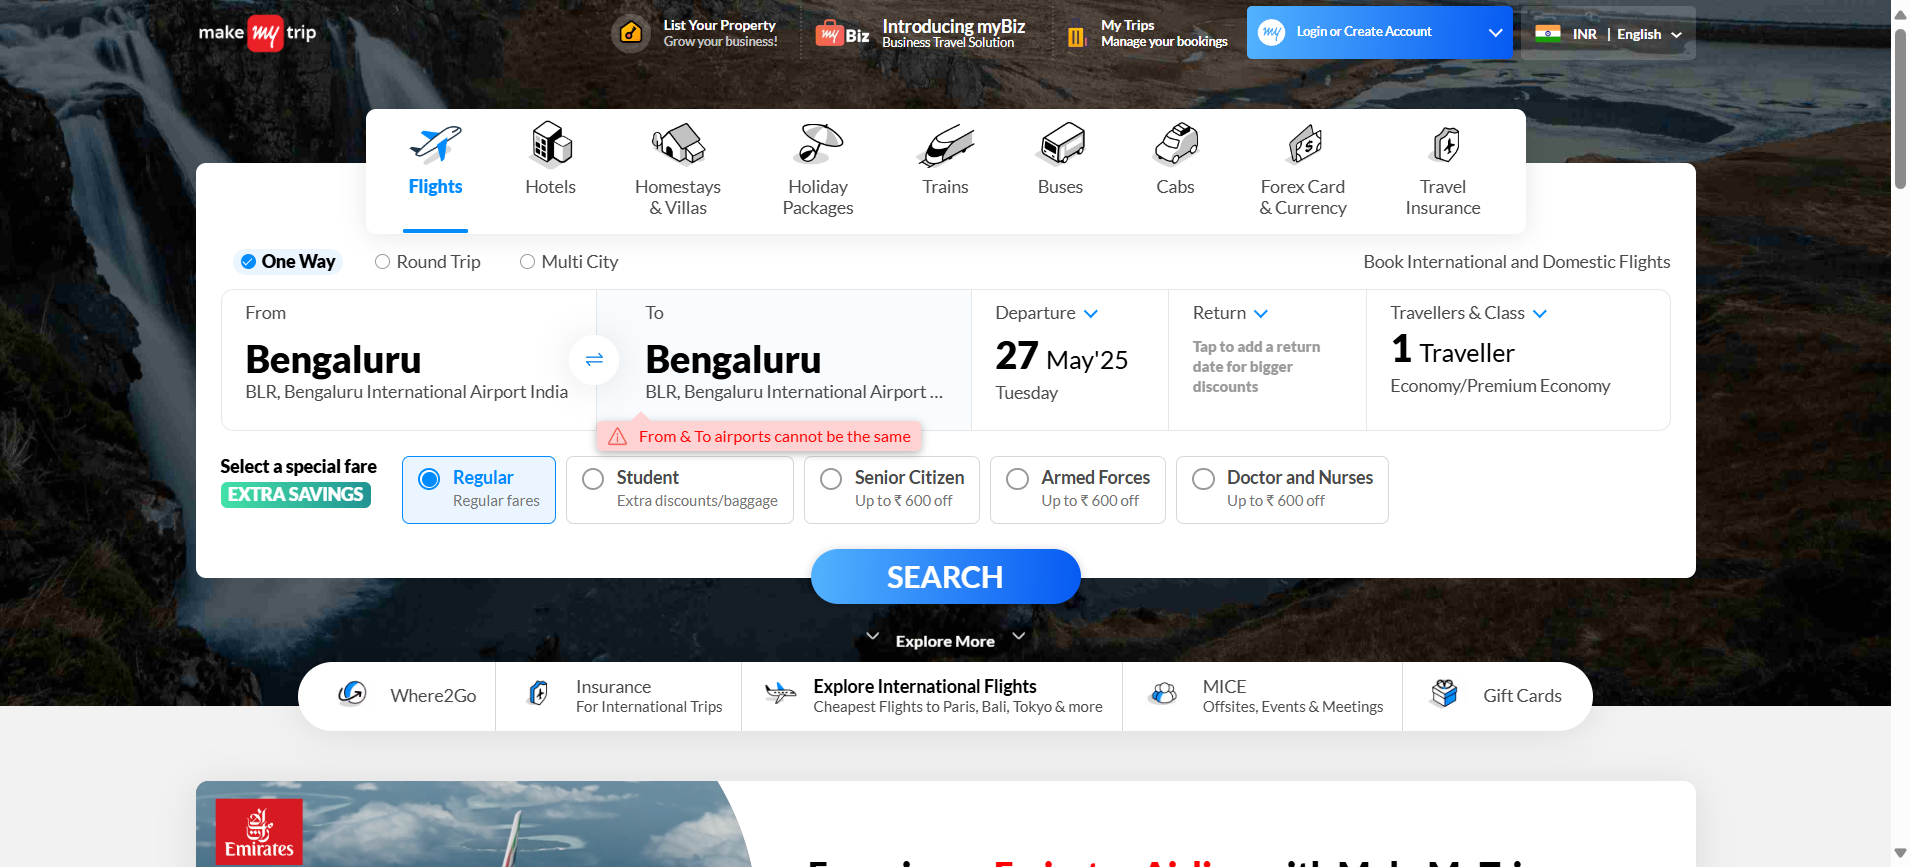 make my trip
List Your Property
Grow your business!
my Biz
Introducing myBiz
Business Travel Solution
My Trips
Manage your bookings
my
Login or Create Account
INR | English
Flights
Hotels
Homestays
& Villas
Holiday
Packages
Trains
Buses
Cabs
Forex Card
& Currency
Travel
Insurance
One Way
Round Trip
Multi City
Book International and Domestic Flights
From
Bengaluru
BLR, Bengaluru International Airport India
To
Bengaluru
BLR, Bengaluru International Airport ...
From & To airports cannot be the same
Departure
27 May'25
Tuesday
Return
Tap to add a return
date for bigger
discounts
Travellers & Class
1 Traveller
Economy/Premium Economy
Select a special fare
EXTRA SAVINGS
Regular
Regular fares
Student
Extra discounts/baggage
Senior Citizen
Up to ₹ 600 off
Armed Forces
Up to ₹ 600 off
Doctor and Nurses
Up to ₹ 600 off
SEARCH
Explore More
Where2Go
Insurance
For International Trips
Explore International Flights
Cheapest Flights to Paris, Bali, Tokyo & more
MICE
Offsites, Events & Meetings
Gift Cards
Emirates